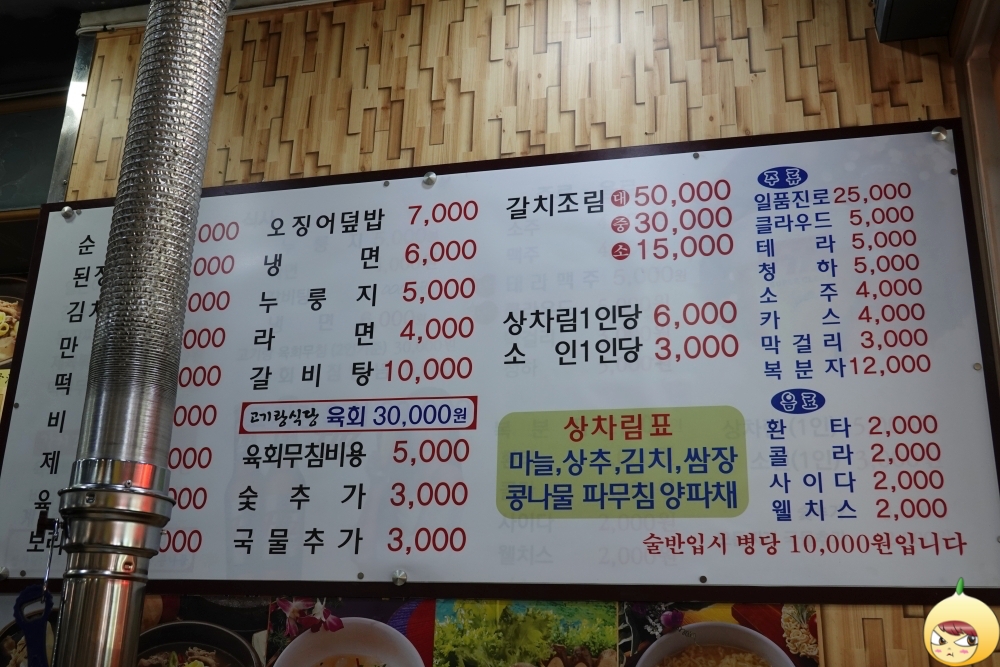 순 000
된장 000
김치 000
만 000
떡 000
비 000
제 000
육 000
보리 000
오징어덮밥 7,000
냉면 6,000
누룽지 5,000
라면 4,000
갈비탕 10,000
고기랑식당 육회 30,000원
육회무침비용 5,000
숯추가 3,000
국물추가 3,000
갈치조림 대 50,000
중 30,000
소 15,000
상차림1인당 6,000
소인1인당 3,000
상차림표
마늘,상추,김치,쌈장
콩나물 파무침 양파채
주류
일품진로 25,000
클라우드 5,000
테라 5,000
청하 5,000
소주 4,000
카스 4,000
막걸리 3,000
복분자 12,000
음료
환타 2,000
콜라 2,000
사이다 2,000
웰치스 2,000
술반입시 병당 10,000원입니다